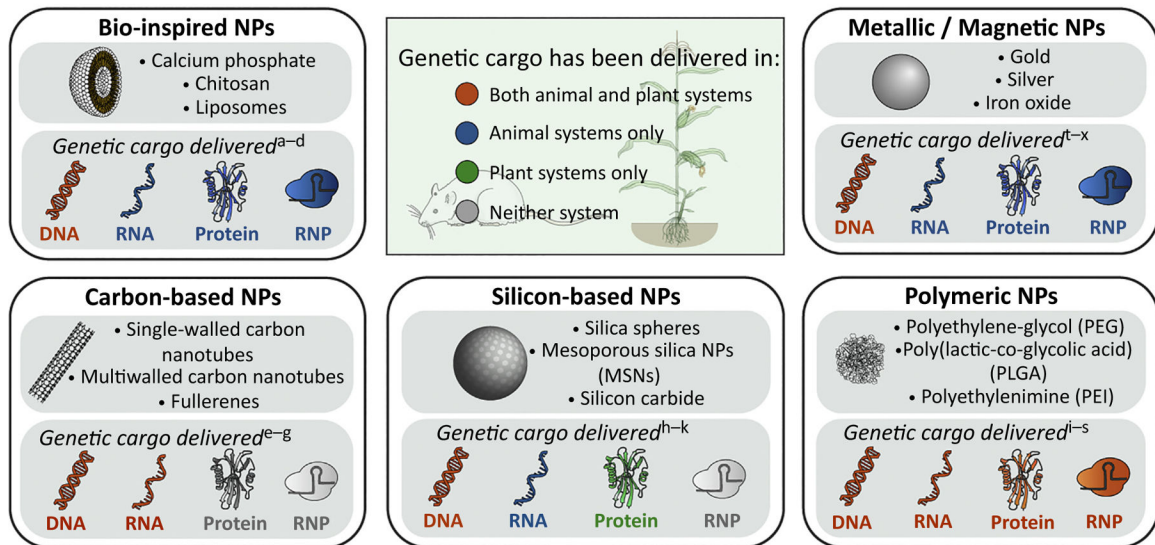 Bio-inspired NPs
• Calcium phosphate
• Chitosan
• Liposomes
Genetic cargo delivered^a–d
DNA RNA Protein RNP
Genetic cargo has been delivered in:
Both animal and plant systems
Animal systems only
Plant systems only
Neither system
Metallic / Magnetic NPs
• Gold
• Silver
• Iron oxide
Genetic cargo delivered^t–x
DNA RNA Protein RNP
Carbon-based NPs
• Single-walled carbon
nanotubes
• Multiwalled carbon nanotubes
• Fullerenes
Genetic cargo delivered^e–g
DNA RNA Protein RNP
Silicon-based NPs
• Silica spheres
• Mesoporous silica NPs
(MSNs)
• Silicon carbide
Genetic cargo delivered^h–k
DNA RNA Protein RNP
Polymeric NPs
• Polyethylene-glycol (PEG)
• Poly(lactic-co-glycolic acid)
(PLGA)
• Polyethylenimine (PEI)
Genetic cargo delivered^i–s
DNA RNA Protein RNP